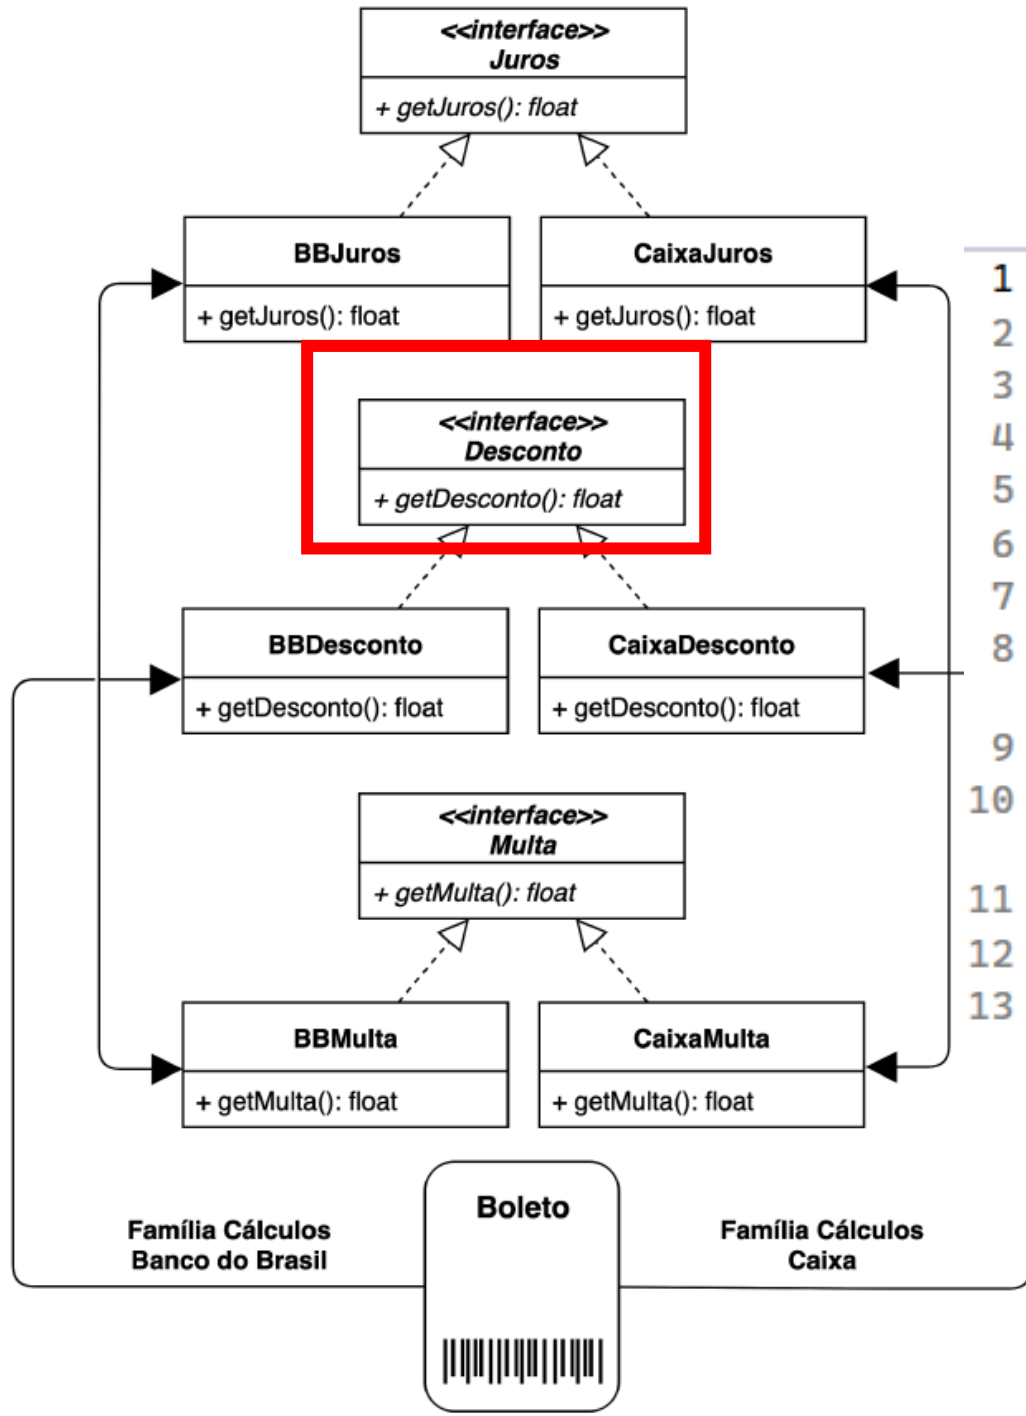 <<interface>>
Juros
+ getJuros(): float
BBJuros
+ getJuros(): float
CaixaJuros
+ getJuros(): float
<<interface>>
Desconto
+ getDesconto(): float
BBDesconto
+ getDesconto(): float
CaixaDesconto
+ getDesconto(): float
<<interface>>
Multa
+ getMulta(): float
BBMulta
+ getMulta(): float
CaixaMulta
+ getMulta(): float
Boleto
Família Cálculos
Banco do Brasil
Família Cálculos
Caixa
1
2
3
4
5
6
7
8
9
10
11
12
13